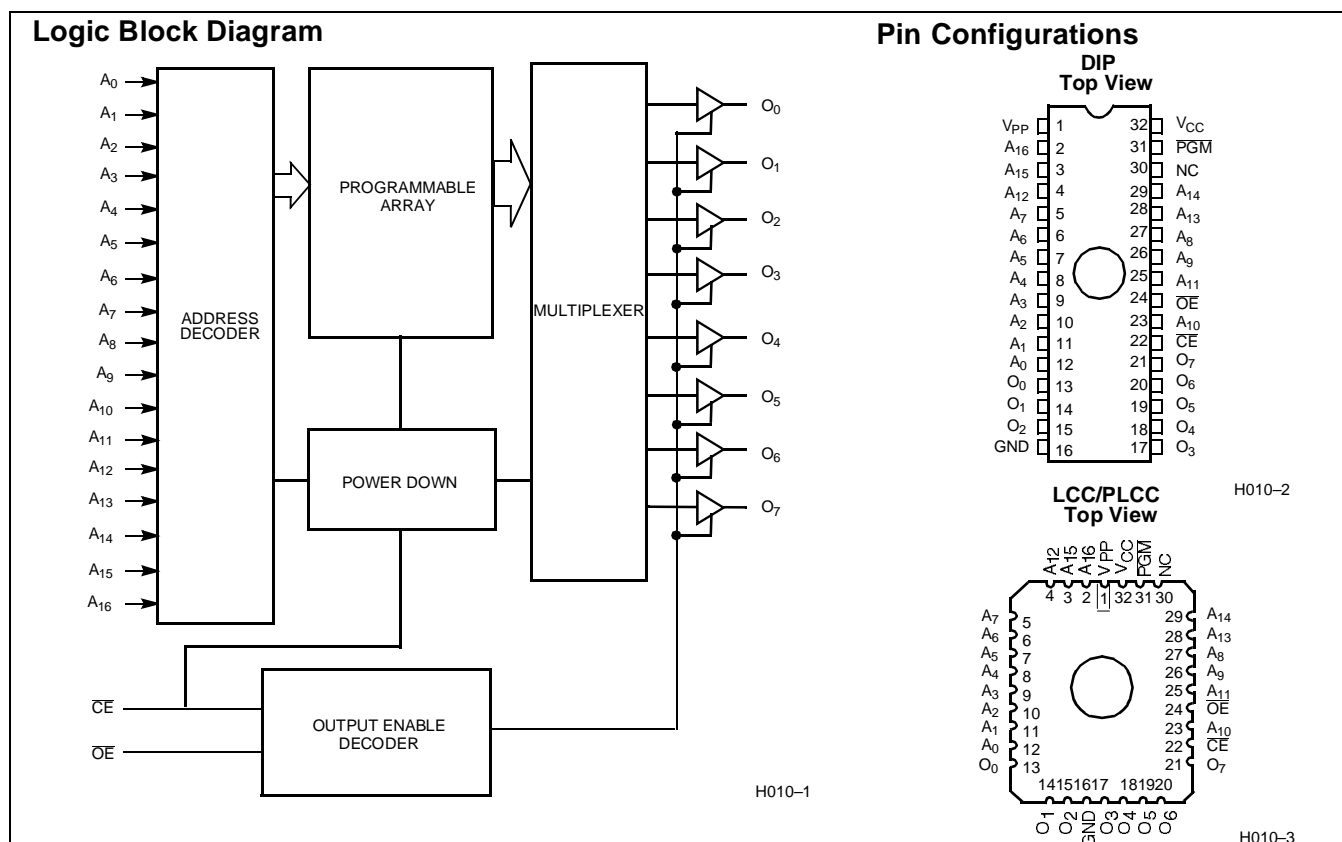 Logic Block Diagram
A0
A1
A2
A3
A4
A5
A6
A7
A8
A9
A10
A11
A12
A13
A14
A15
A16
ADDRESS
DECODER
PROGRAMMABLE
ARRAY
POWER DOWN
MULTIPLEXER
O0
O1
O2
O3
O4
O5
O6
O7
CE
OE
OUTPUT ENABLE
DECODER
H010–1
Pin Configurations
DIP
Top View
VPP 1 32 VCC
A16 2 31 PGM
A15 3 30 NC
A12 4 29 A14
A7 5 28 A13
A6 6 27 A8
A5 7 26 A9
A4 8 25 A11
A3 9 24 OE
A2 10 23 A10
A1 11 22 CE
A0 12 21 O7
O0 13 20 O6
O1 14 19 O5
O2 15 18 O4
GND 16 17 O3
H010–2
LCC/PLCC
Top View
A12 A15 A16 VPP VCC PGM NC
4 3 2 1 32 31 30
A7 5 29 A14
A6 6 28 A13
A5 7 27 A8
A4 8 26 A9
A3 9 25 A11
A2 10 24 OE
A1 11 23 A10
A0 12 22 CE
O0 13 21 O7
14 15 16 17 18 19 20
O1 O2 GND O3 O4 O5 O6
H010–3